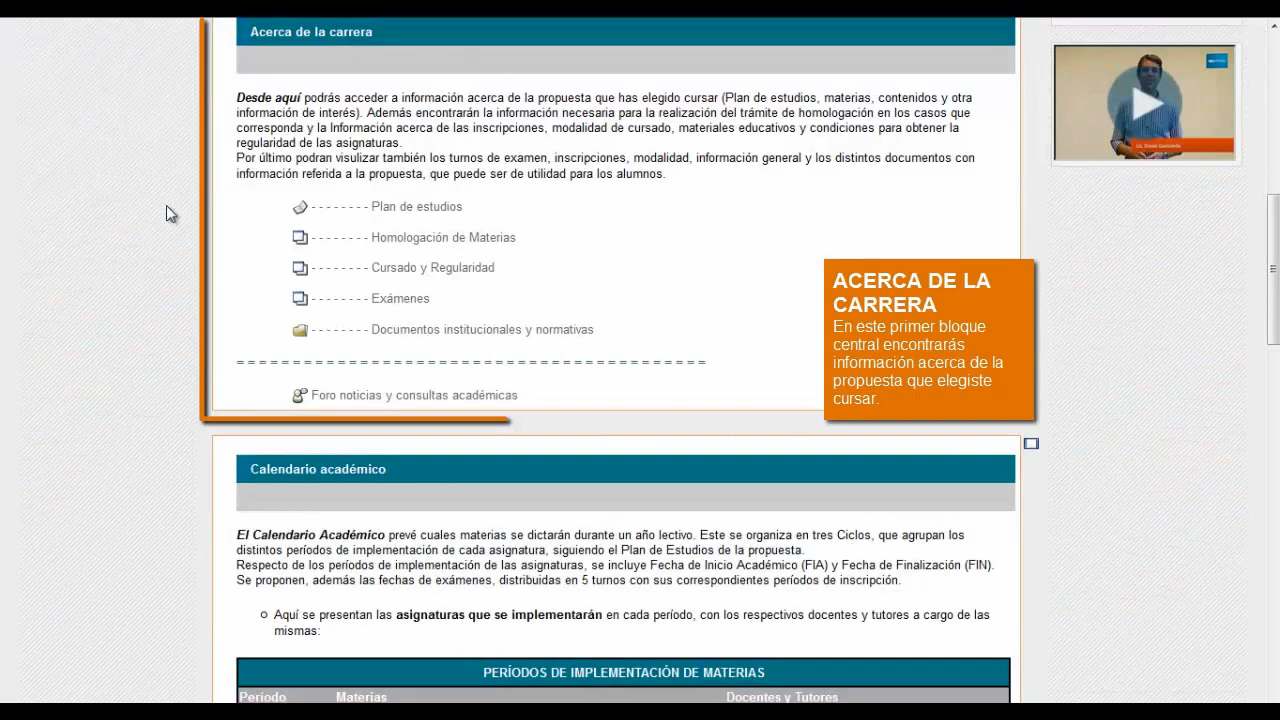 Acerca de la carrera
Desde aquí podrás acceder a información acerca de la propuesta que has elegido cursar (Plan de estudios, materias, contenidos y otra
información de interés). Además encontrarán la información necesaria para la realización del trámite de homologación en los casos que
corresponda y la Información acerca de las inscripciones, modalidad de cursado, materiales educativos y condiciones para obtener la
regularidad de las asignaturas.
Por último podran visulizar también los turnos de examen, inscripciones, modalidad, información general y los distintos documentos con
información referida a la propuesta, que puede ser de utilidad para los alumnos.
- - - - - - - - Plan de estudios
- - - - - - - - Homologación de Materias
- - - - - - - - Cursado y Regularidad
- - - - - - - - Exámenes
- - - - - - - - Documentos institucionales y normativas
= = = = = = = = = = = = = = = = = = = = = = = = = = = = = = = = = = = = = =
Foro noticias y consultas académicas
ACERCA DE LA
CARRERA
En este primer bloque
central encontrarás
información acerca de la
propuesta que elegiste
cursar.
Calendario académico
El Calendario Académico prevé cuales materias se dictarán durante un año lectivo. Este se organiza en tres Ciclos, que agrupan los
distintos períodos de implementación de cada asignatura, siguiendo el Plan de Estudios de la propuesta.
Respecto de los períodos de implementación de las asignaturas, se incluye Fecha de Inicio Académico (FIA) y Fecha de Finalización (FIN).
Se proponen, además las fechas de exámenes, distribuidas en 5 turnos con sus correspondientes períodos de inscripción.
Aquí se presentan las asignaturas que se implementarán en cada período, con los respectivos docentes y tutores a cargo de las
mismas:
PERÍODOS DE IMPLEMENTACIÓN DE MATERIAS
Período Materias Docentes y Tutores